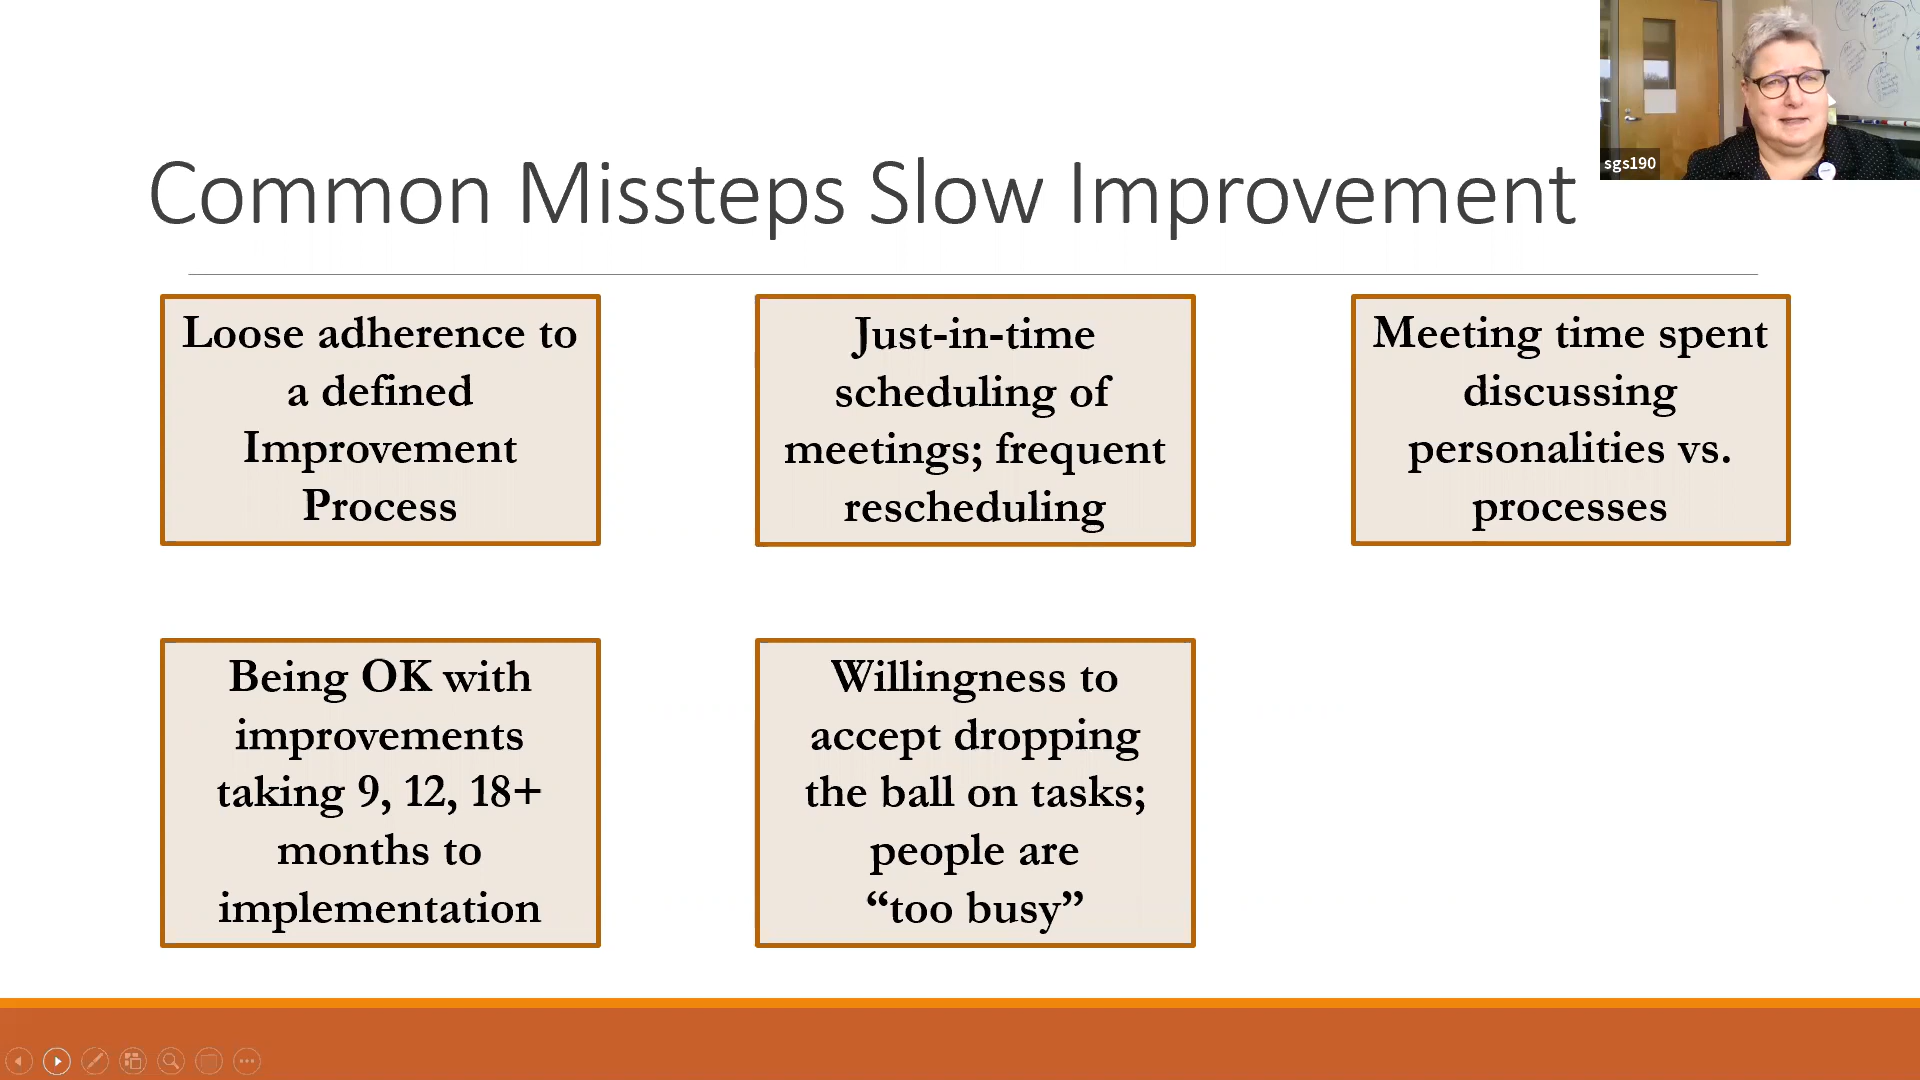 sgs190
Common Missteps Slow Improvement
Loose adherence to
a defined
Improvement
Process
Just-in-time
scheduling of
meetings; frequent
rescheduling
Meeting time spent
discussing
personalities vs.
processes
Being OK with
improvements
taking 9, 12, 18+
months to
implementation
Willingness to
accept dropping
the ball on tasks;
people are
“too busy”